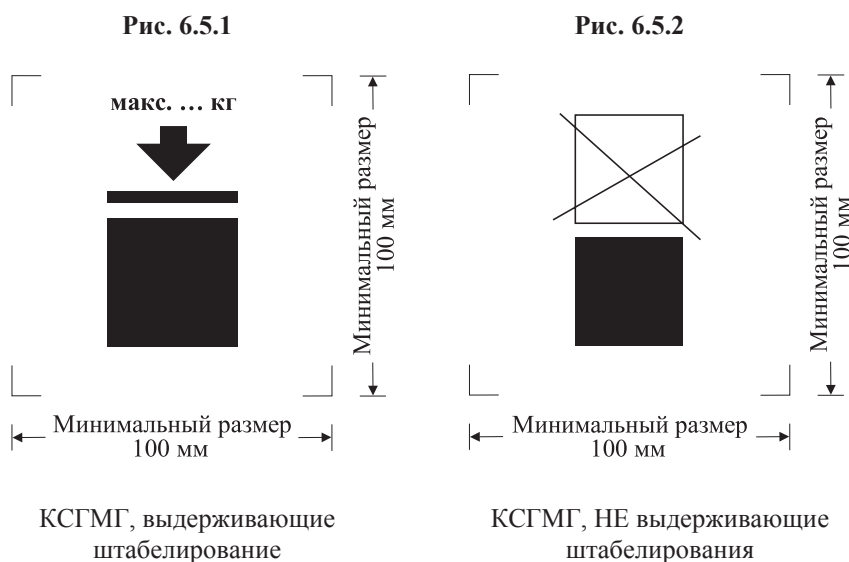 Рис. 6.5.1
макс. … кг
Минимальный размер
100 мм
Минимальный размер
100 мм
КСГМГ, выдерживающие
штабелирование
Рис. 6.5.2
Минимальный размер
100 мм
Минимальный размер
100 мм
КСГМГ, НЕ выдерживающие
штабелирования